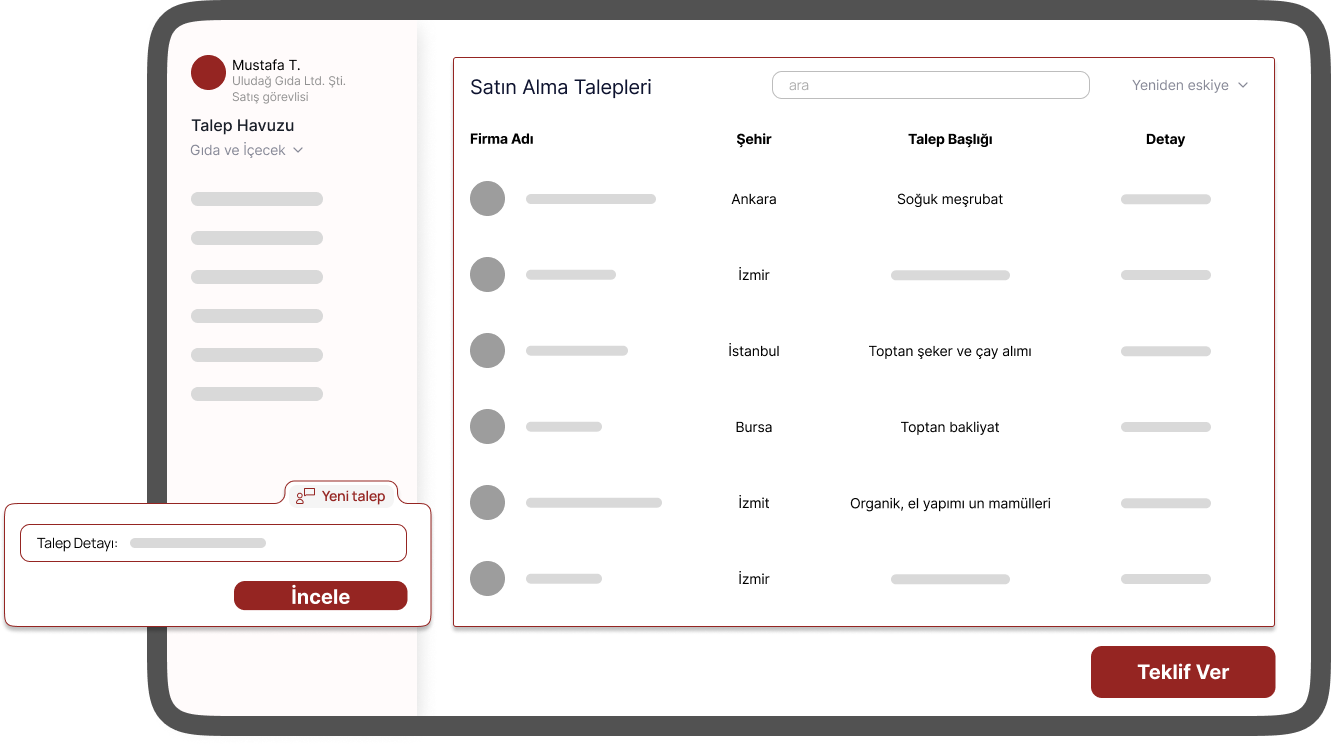 Mustafa T.
Uludağ Gıda Ltd. Şti.
Satış görevlisi
Talep Havuzu
Gıda ve İçecek
Satın Alma Talepleri
ara
Yeniden eskiye
Firma Adı Şehir Talep Başlığı Detay
Ankara Soğuk meşrubat
İzmir
İstanbul Toptan şeker ve çay alımı
Bursa Toptan bakliyat
İzmit Organik, el yapımı un mamülleri
İzmir
Yeni talep
Talep Detayı:
İncele
Teklif Ver